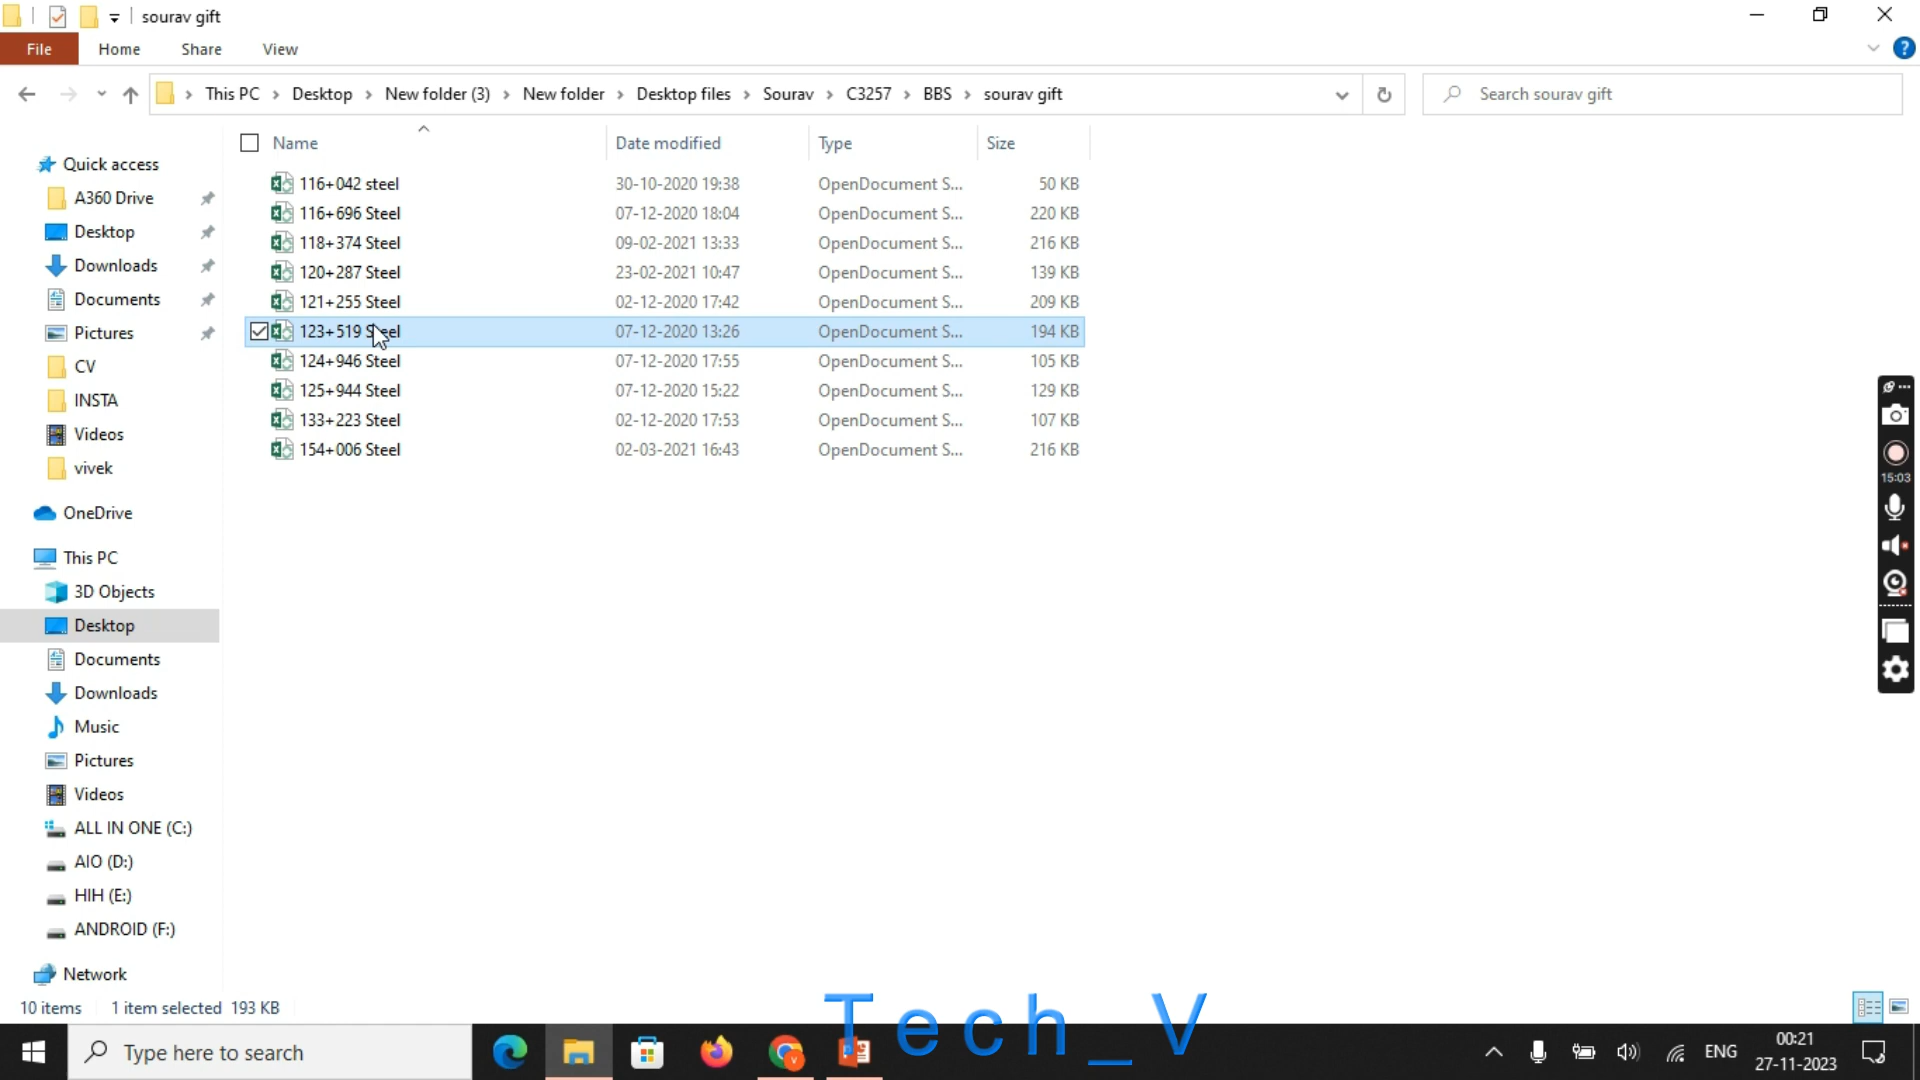 sourav gift
File Home Share View
This PC > Desktop > New folder (3) > New folder > Desktop files > Sourav > C3257 > BBS > sourav gift
Search sourav gift
Name Date modified Type Size
116+042 steel 30-10-2020 19:38 OpenDocument S... 50 KB
116+696 Steel 07-12-2020 18:04 OpenDocument S... 220 KB
118+374 Steel 09-02-2021 13:33 OpenDocument S... 216 KB
120+287 Steel 23-02-2021 10:47 OpenDocument S... 139 KB
121+255 Steel 02-12-2020 17:42 OpenDocument S... 209 KB
123+519 Steel 07-12-2020 13:26 OpenDocument S... 194 KB
124+946 Steel 07-12-2020 17:55 OpenDocument S... 105 KB
125+944 Steel 07-12-2020 15:22 OpenDocument S... 129 KB
133+223 Steel 02-12-2020 17:53 OpenDocument S... 107 KB
154+006 Steel 02-03-2021 16:43 OpenDocument S... 216 KB
Quick access
A360 Drive
Desktop
Downloads
Documents
Pictures
CV
INSTA
Videos
vivek
OneDrive
This PC
3D Objects
Desktop
Documents
Downloads
Music
Pictures
Videos
ALL IN ONE (C:)
AIO (D:)
HIH (E:)
ANDROID (F:)
Network
15:03
10 items 1 item selected 193 KB
Tech_V
Type here to search
ENG
00:21
27-11-2023